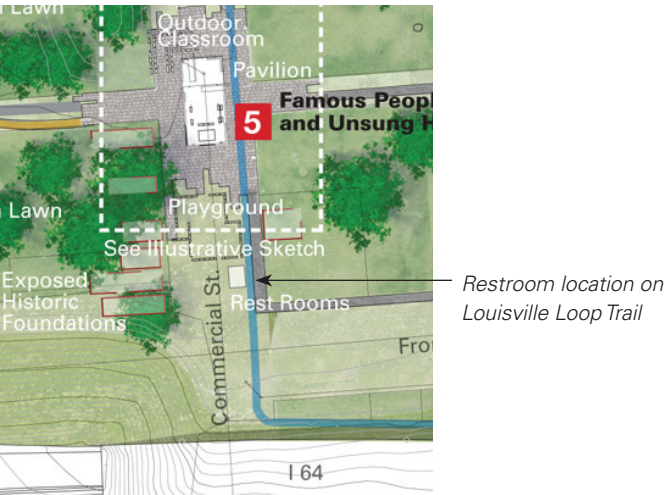 Lawn
Outdoor
Classroom
Pavilion
5
Famous Peopl
and Unsung H
Lawn
Playground
See Illustrative Sketch
Exposed
Historic
Foundations
Commercial St.
Rest Rooms
Restroom location on
Louisville Loop Trail
Fro
I 64